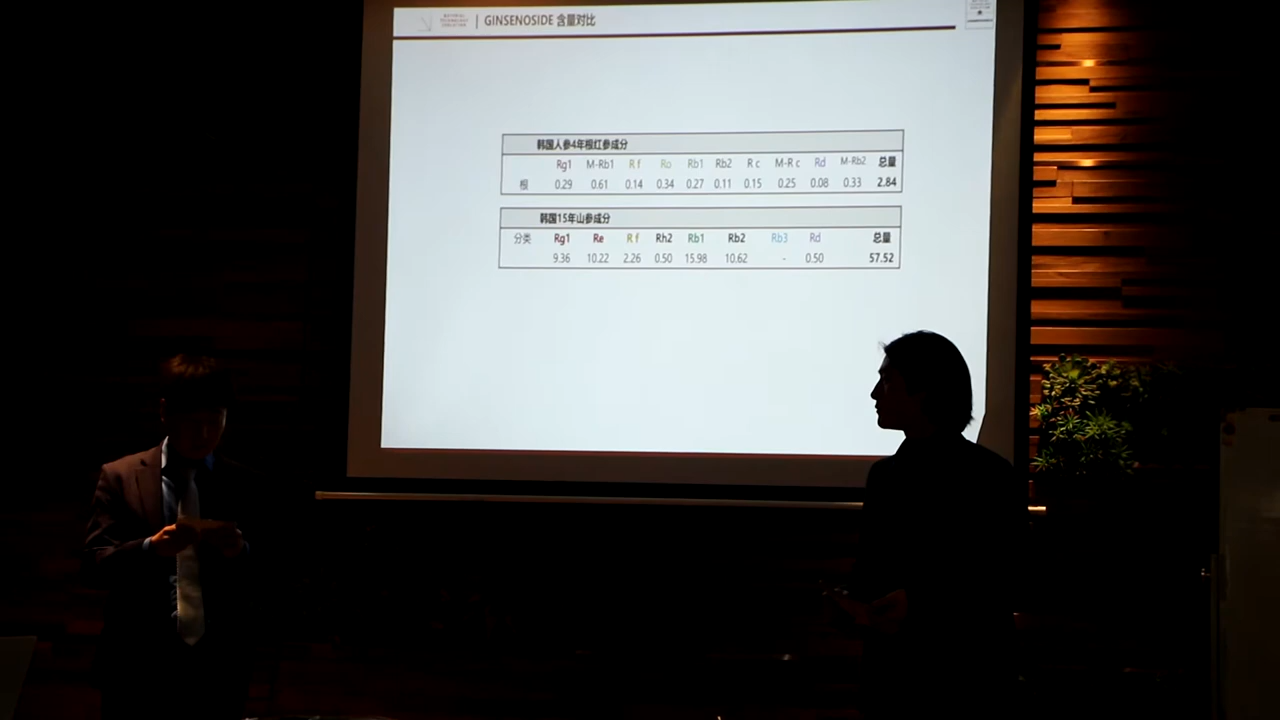 GINSENOSIDE 含量对比
韩国人参4年根红参成分
Rg1 M-Rb1 Rf Ro Rb1 Rb2 Rc M-Rc Rd M-Rb2 总量
根 0.29 0.61 0.14 0.34 0.27 0.11 0.15 0.25 0.08 0.33 2.84
韩国15年山参成分
分类 Rg1 Re Rf Rh2 Rb1 Rb2 Rb3 Rd 总量
9.36 10.22 2.26 0.50 15.98 10.62 - 0.50 57.52